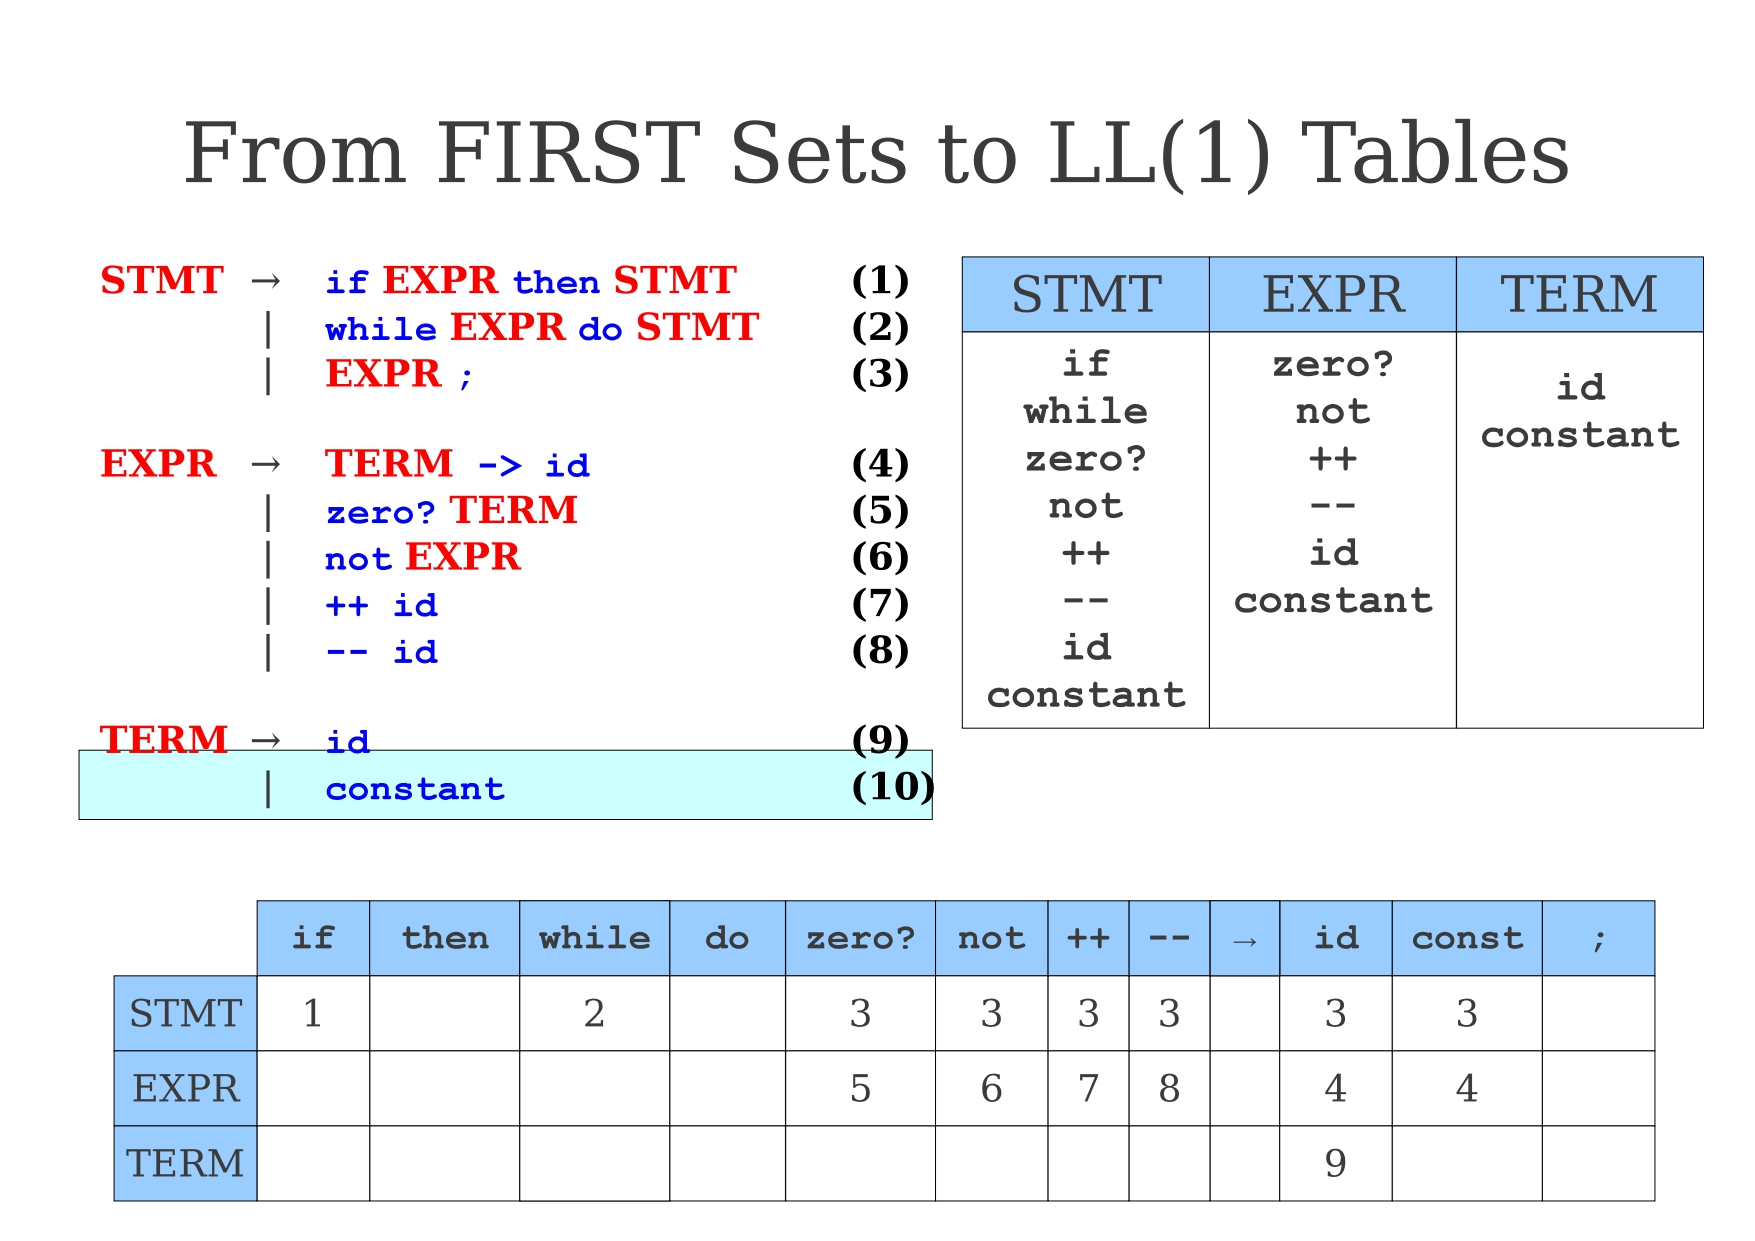 From FIRST Sets to LL(1) Tables
STMT → if EXPR then STMT (1)
| while EXPR do STMT (2)
| EXPR ; (3)
EXPR → TERM -> id (4)
| zero? TERM (5)
| not EXPR (6)
| ++ id (7)
| -- id (8)
TERM → id (9)
| constant (10)
STMT EXPR TERM
if zero? id
while not constant
zero? ++
not --
++ id
-- constant
id
constant
if then while do zero? not ++ -- → id const ;
STMT 1 2 3 3 3 3 3 3
EXPR 5 6 7 8 4 4
TERM 9